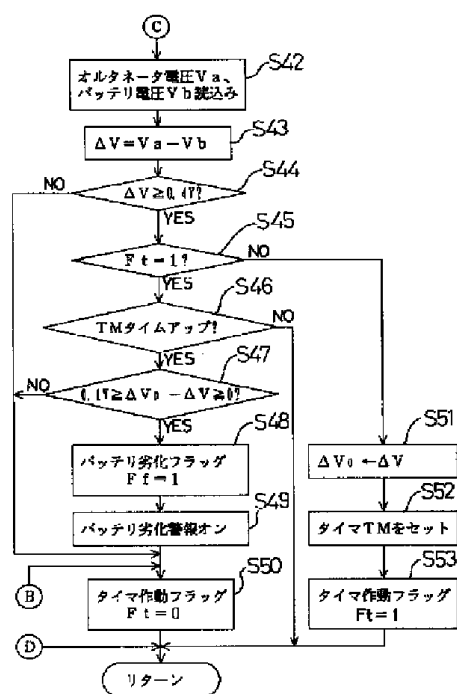 C
S42
オルタネータ電圧Va、
バッテリ電圧Vb読込み
S43
ΔV=Va-Vb
S44
NO
ΔV≧0.4V?
YES
S45
Ft=1?
NO
YES
S46
TMタイムアップ?
NO
YES
S47
NO
0.1V≧ΔV0-ΔV≧0?
YES
S48
バッテリ劣化フラッグ
Ff=1
S49
バッテリ劣化警報オン
S51
ΔV0←ΔV
S52
タイマTMをセット
S53
タイマ作動フラッグ
Ft=1
B
S50
タイマ作動フラッグ
Ft=0
D
リターン